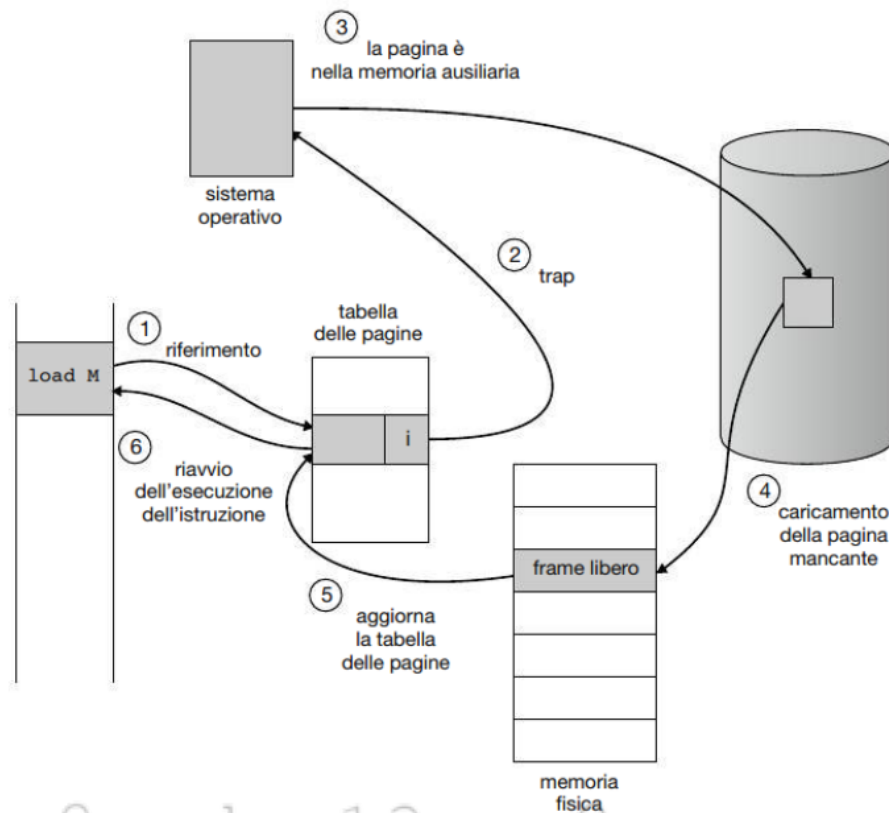 3
la pagina è
nella memoria ausiliaria
sistema
operativo
2
trap
tabella
delle pagine
1
riferimento
load M
i
6
riavvio
dell'esecuzione
dell'istruzione
4
caricamento
della pagina
mancante
frame libero
5
aggiorna
la tabella
delle pagine
memoria
fisica